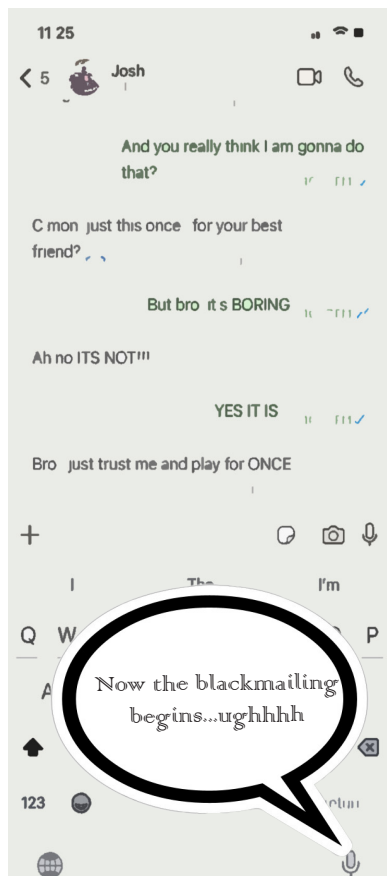 11 25
5 Josh
And you really think I am gonna do
that?
C mon just this once for your best
friend?
But bro it s BORING
Ah no ITS NOT!!!
YES IT IS
Bro just trust me and play for ONCE
I The I'm
Q W P
A
Now the blackmailing
begins...ughhhh
123